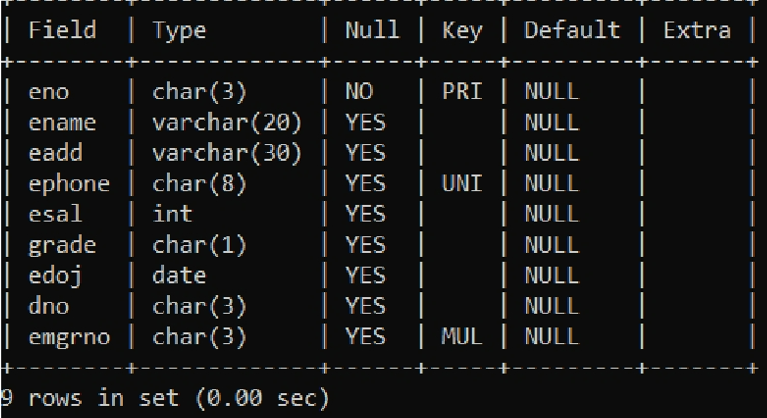 +---------+-------------+------+-----+---------+-------+
| Field   | Type        | Null | Key | Default | Extra |
+---------+-------------+------+-----+---------+-------+
| eno     | char(3)     | NO   | PRI | NULL    |       |
| ename   | varchar(20) | YES  |     | NULL    |       |
| eadd    | varchar(30) | YES  |     | NULL    |       |
| ephone  | char(8)     | YES  | UNI | NULL    |       |
| esal    | int         | YES  |     | NULL    |       |
| grade   | char(1)     | YES  |     | NULL    |       |
| edoj    | date        | YES  |     | NULL    |       |
| dno     | char(3)     | YES  |     | NULL    |       |
| emgrno  | char(3)     | YES  | MUL | NULL    |       |
+---------+-------------+------+-----+---------+-------+
9 rows in set (0.00 sec)